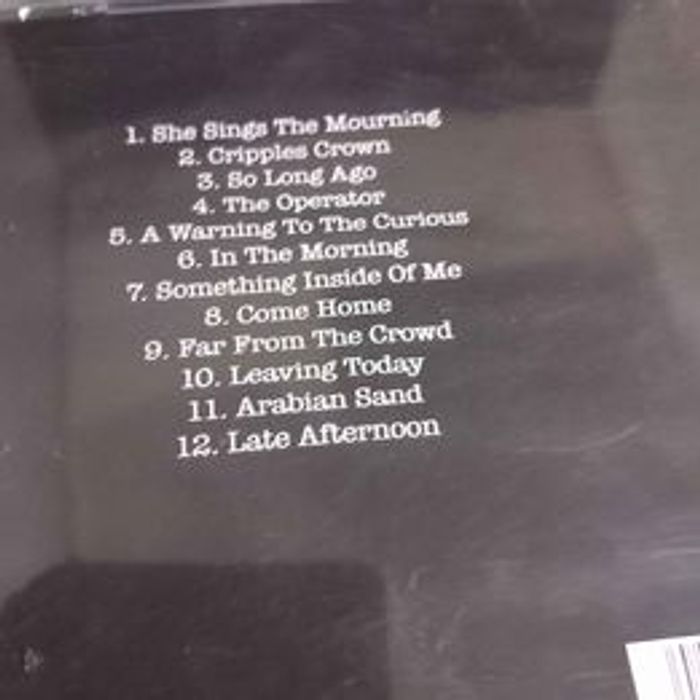 1. She Sings The Mourning
2. Cripples Crown
3. So Long Ago
4. The Operator
5. A Warning To The Curious
6. In The Morning
7. Something Inside Of Me
8. Come Home
9. Far From The Crowd
10. Leaving Today
11. Arabian Sand
12. Late Afternoon